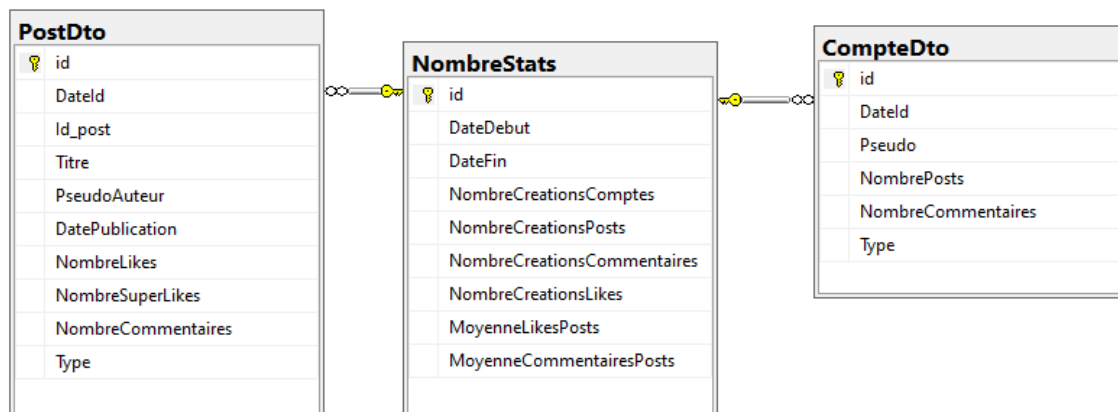 PostDto
id
DateId
Id_post
Titre
PseudoAuteur
DatePublication
NombreLikes
NombreSuperLikes
NombreCommentaires
Type
NombreStats
id
DateDebut
DateFin
NombreCreationsComptes
NombreCreationsPosts
NombreCreationsCommentaires
NombreCreationsLikes
MoyenneLikesPosts
MoyenneCommentairesPosts
CompteDto
id
DateId
Pseudo
NombrePosts
NombreCommentaires
Type